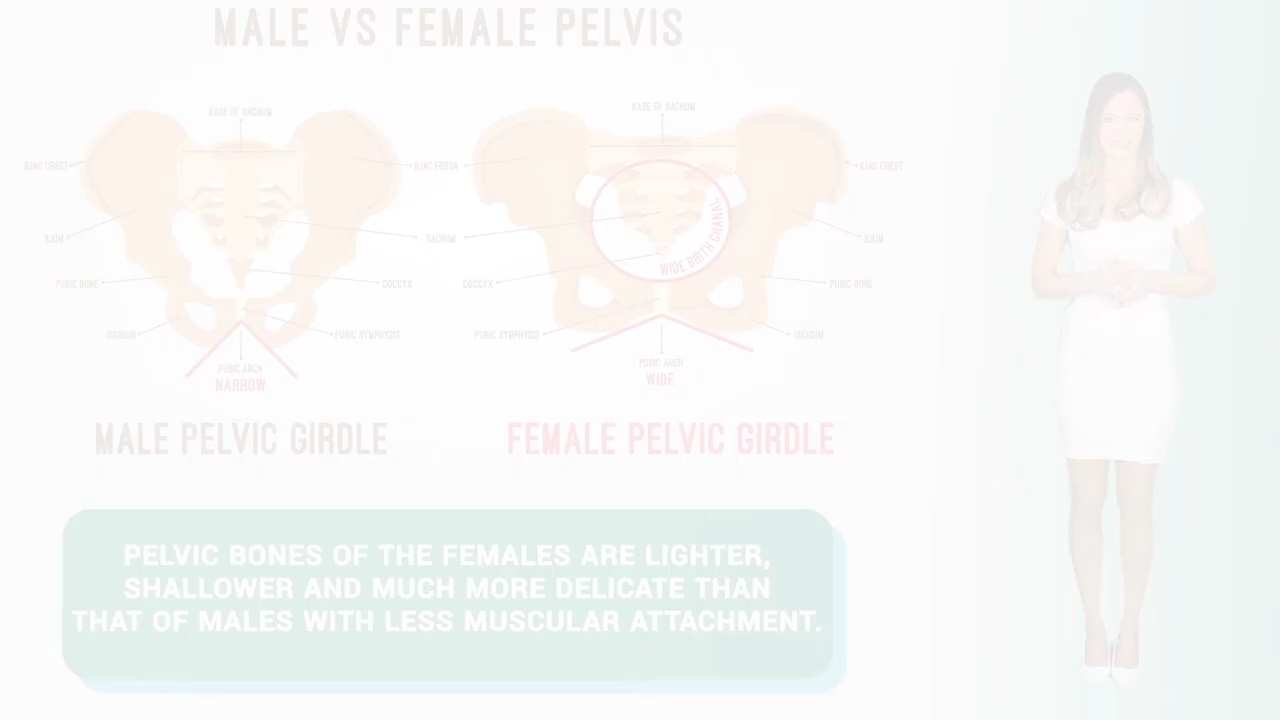 MALE VS FEMALE PELVIS
BASE OF SACRUM
BASE OF SACRUM
ILIAC CREST
ILIAC FOSSA
ILIAC CREST
WIDE BIRTH CHANAL
ILIUM
SACRUM
ILIUM
PUBIC BONE
COCCYX
COCCYX
PUBIC BONE
ISCHIUM
PUBIC SYMPHYSIS
PUBIC SYMPHYSIS
ISCHIUM
PUBIC ARCH
NARROW
PUBIC ARCH
WIDE
MALE PELVIC GIRDLE
FEMALE PELVIC GIRDLE
PELVIC BONES OF THE FEMALES ARE LIGHTER,
SHALLOWER AND MUCH MORE DELICATE THAN
THAT OF MALES WITH LESS MUSCULAR ATTACHMENT.